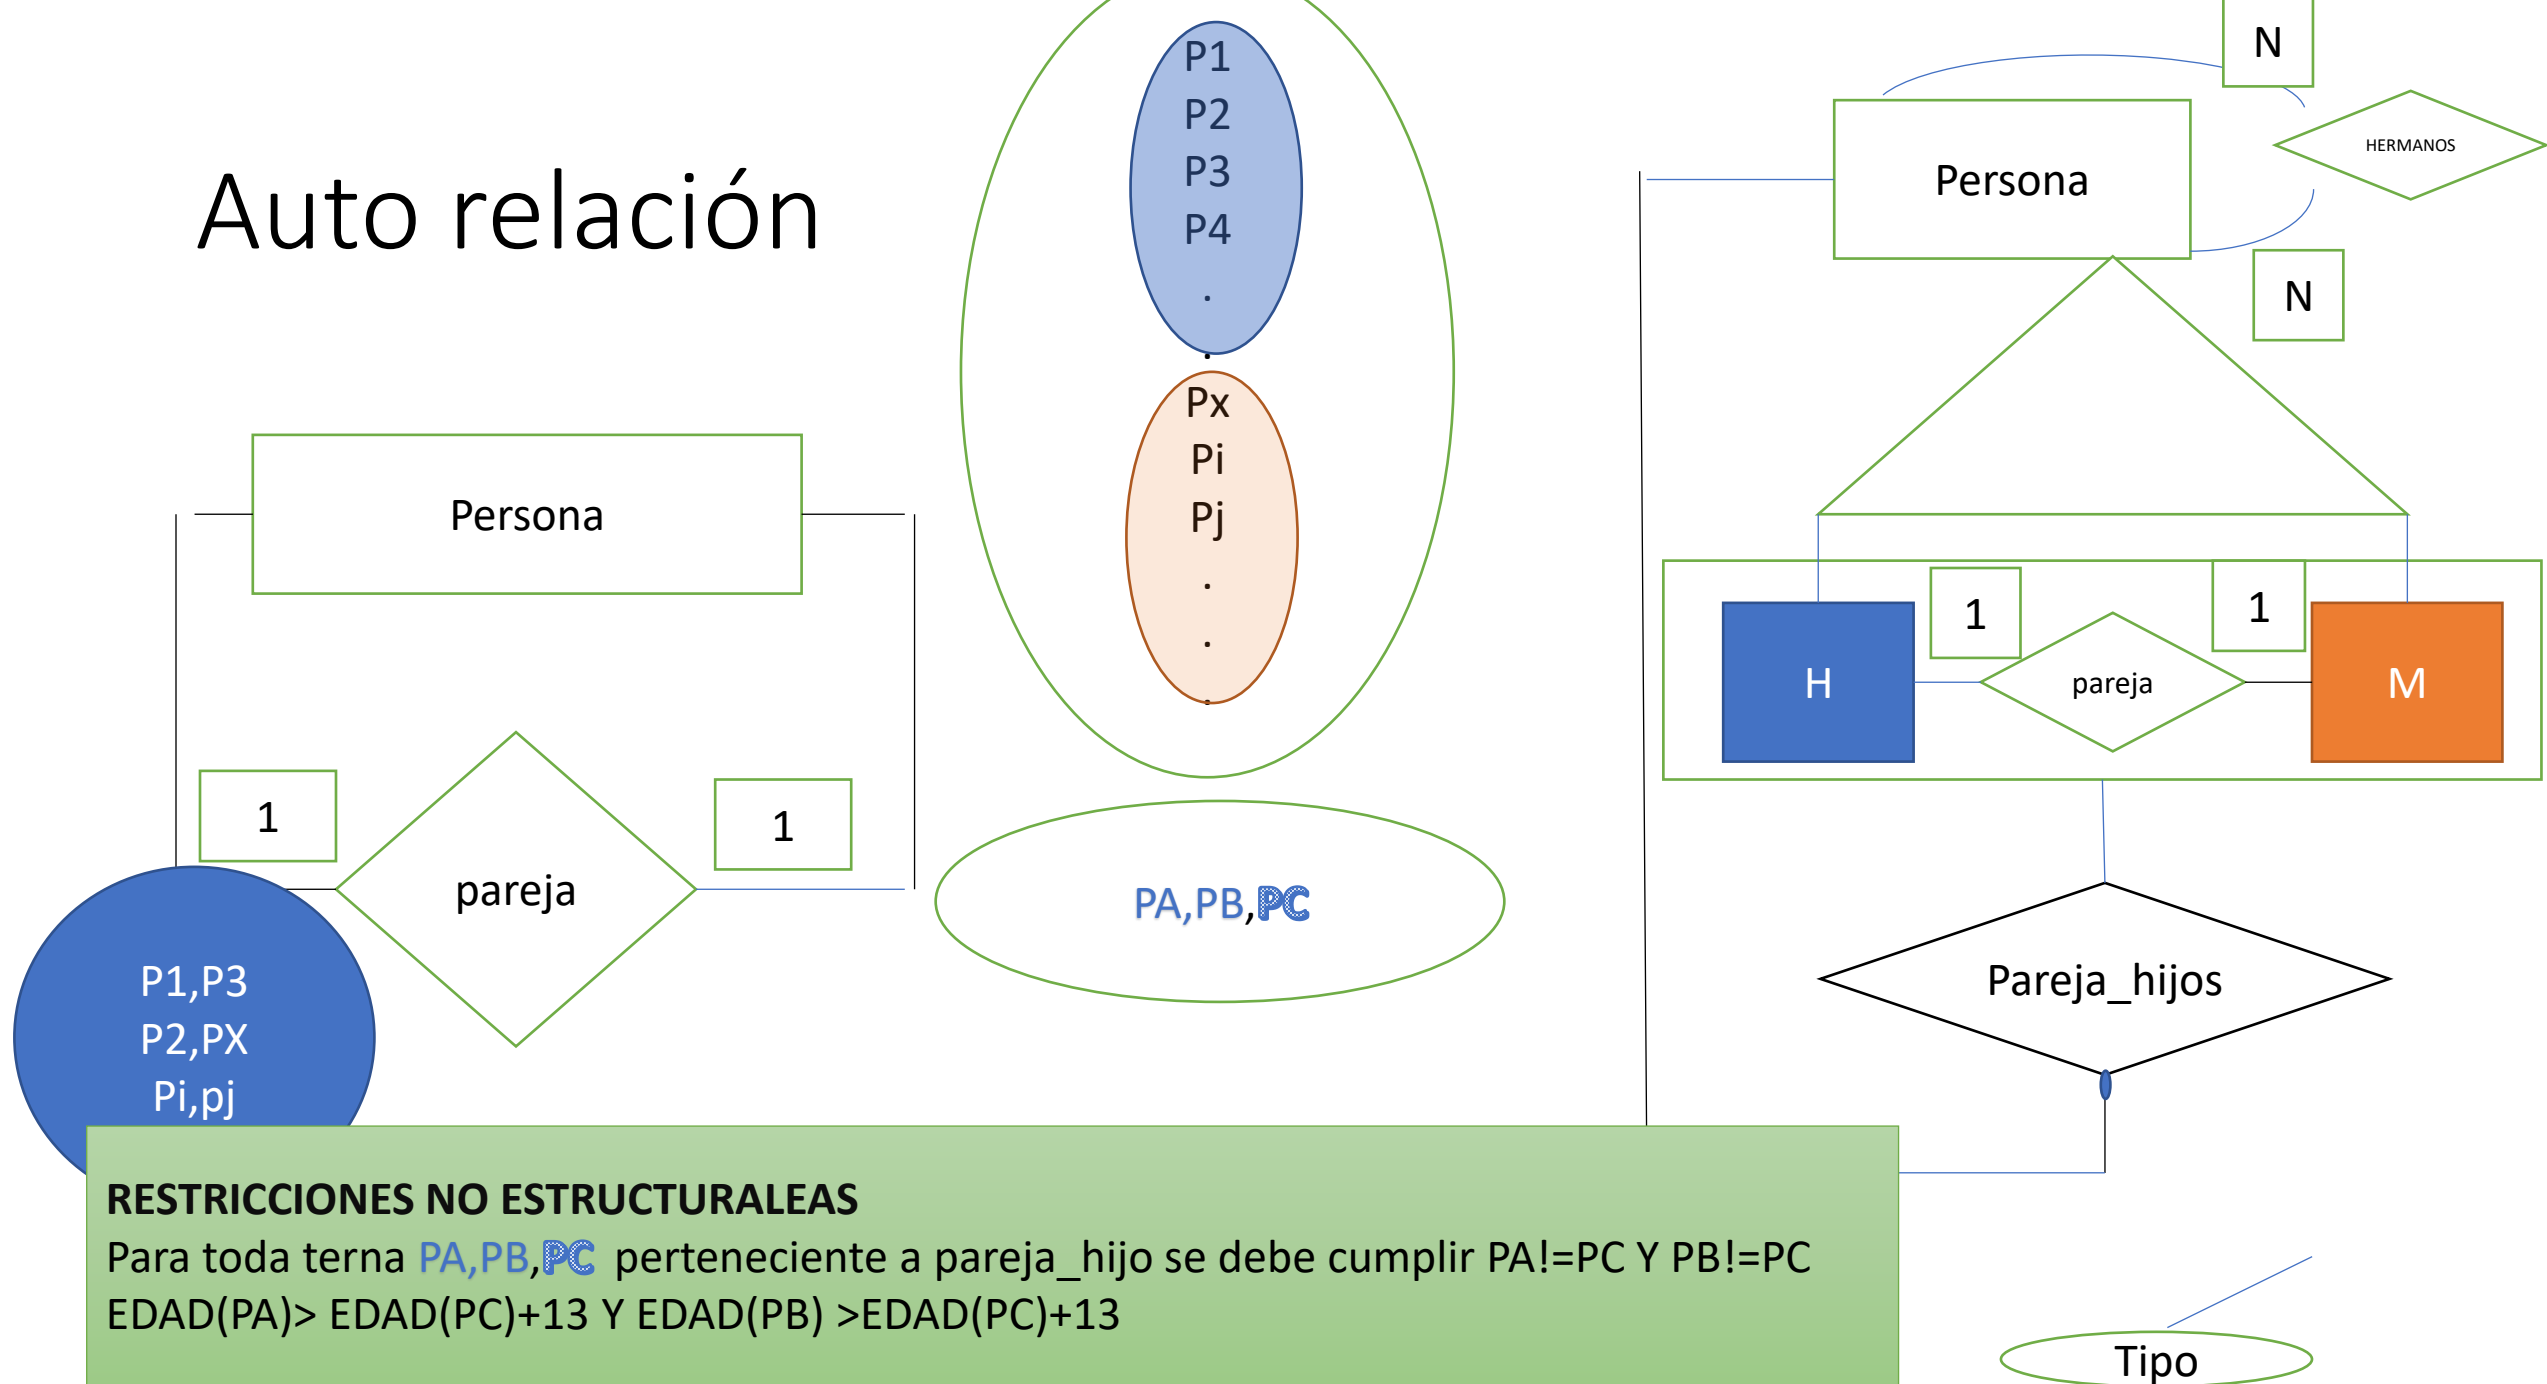 Auto relación
Persona
1
1
pareja
P1,P3
P2,PX
Pi,pj
P1
P2
P3
P4
.
.
Px
Pi
Pj
.
.
.
PA,PB,PC
N
HERMANOS
Persona
N
1
1
H
pareja
M
Pareja_hijos
RESTRICCIONES NO ESTRUCTURALEAS
Para toda terna PA,PB,PC perteneciente a pareja_hijo se debe cumplir PA!=PC Y PB!=PC
EDAD(PA)> EDAD(PC)+13 Y EDAD(PB) >EDAD(PC)+13
Tipo